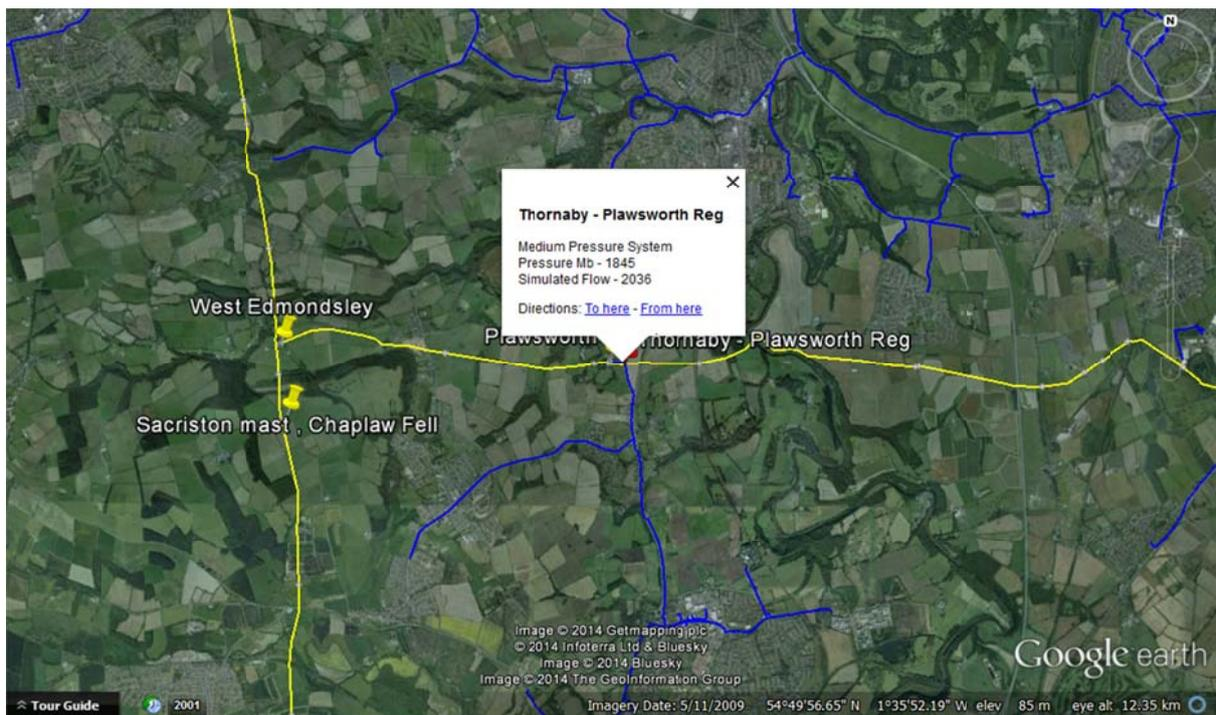 N
Thornaby - Plawsworth Reg
Medium Pressure System
Pressure Mb - 1845
Simulated Flow - 2036
Directions: To here - From here
West Edmondsley
Plawsworth Thornaby - Plawsworth Reg
Sacriston mast , Chaplaw Fell
Image © 2014 Getmapping plc
© 2014 Infoterra Ltd & Bluesky
Image © 2014 Bluesky
Image © 2014 The GeoInformation Group
Google earth
Tour Guide
2001
Imagery Date: 5/11/2009 54°49'56.65" N 1°35'52.19" W elev 85 m eye alt 12.35 km